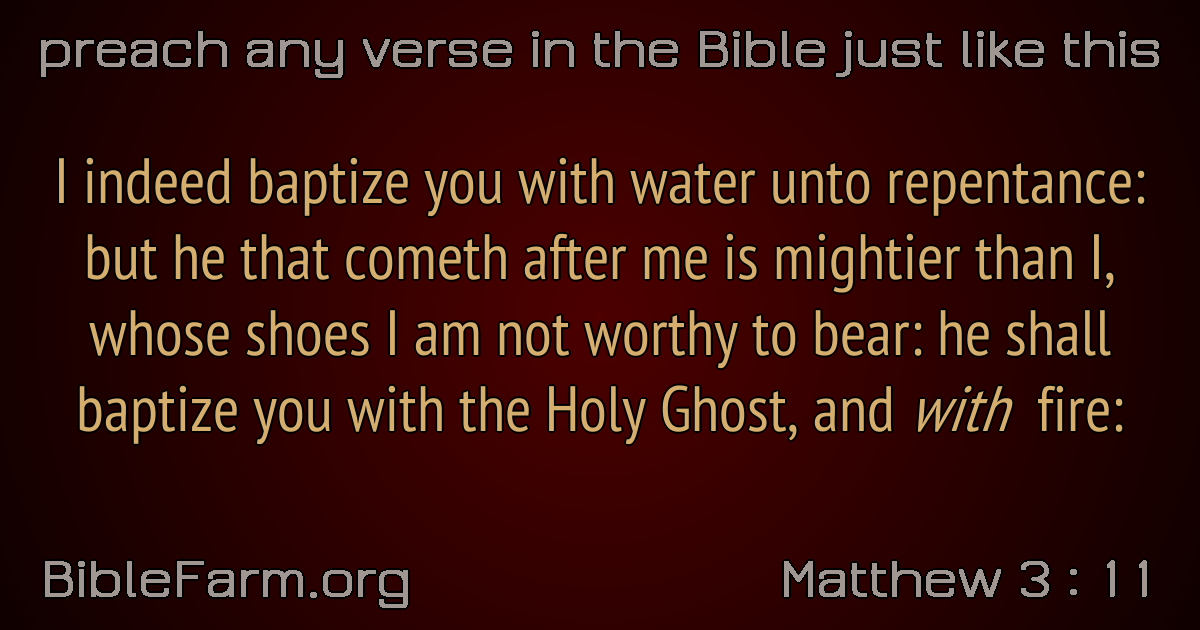 preach any verse in the Bible just like this
I indeed baptize you with water unto repentance:
but he that cometh after me is mightier than I,
whose shoes I am not worthy to bear: he shall
baptize you with the Holy Ghost, and with fire:
BibleFarm.org
Matthew 3 : 11